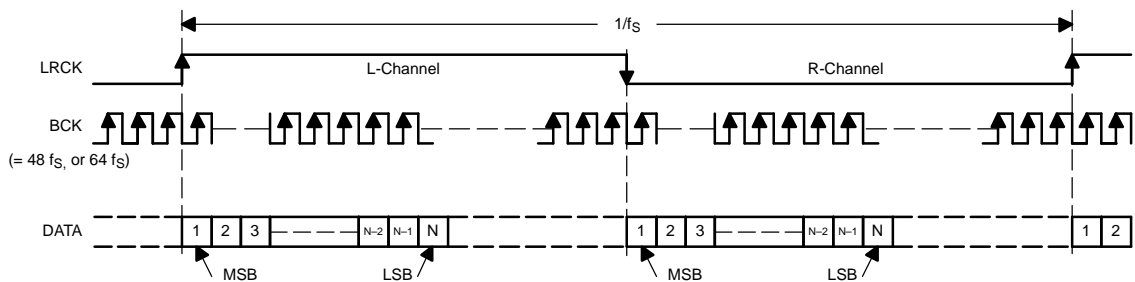 1/fS
LRCK
L-Channel
R-Channel
BCK
(= 48 fS, or 64 fS)
DATA
1 2 3 N–2 N–1 N 1 2 3 N–2 N–1 N 1 2
MSB LSB MSB LSB